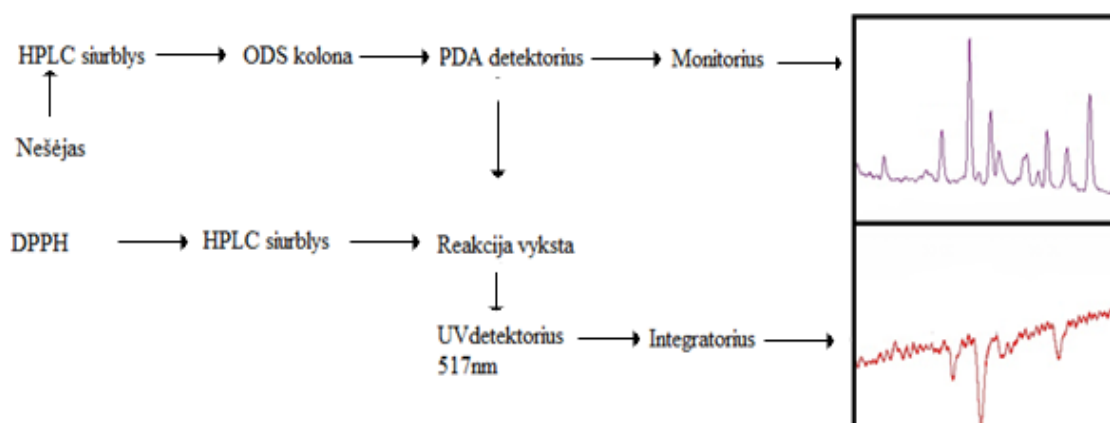 HPLC siurblys
ODS kolona
PDA detektorius
Monitorius
Nešėjas
DPPH
HPLC siurblys
Reakcija vyksta
UVdetektorius
517nm
Integratorius